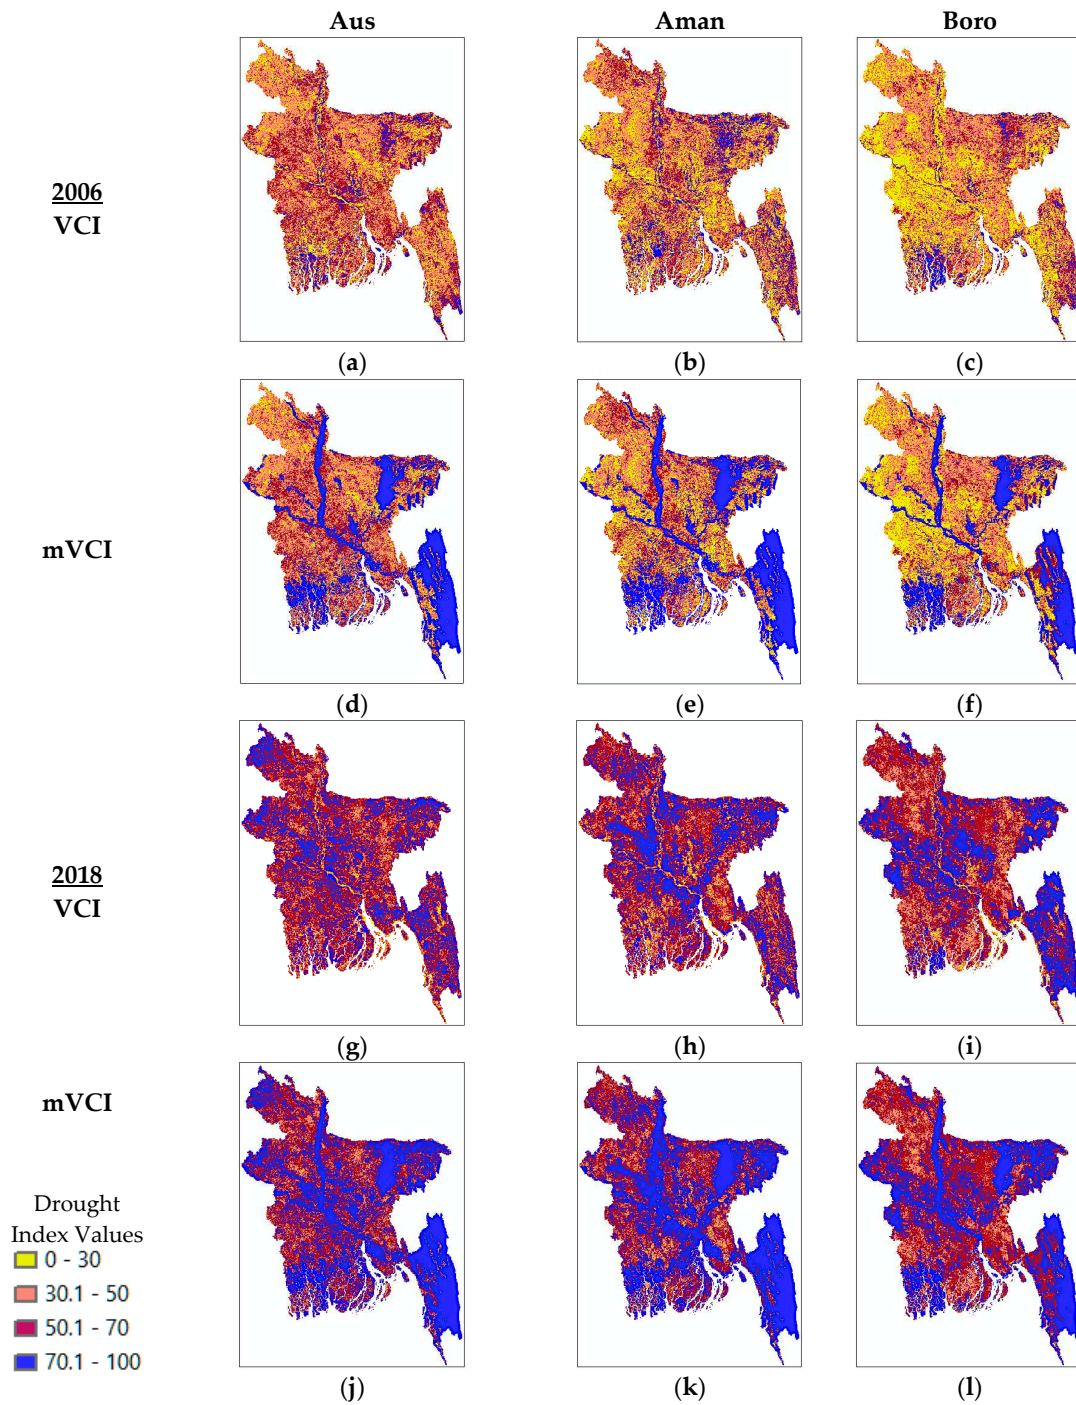 Aus Aman Boro
2006
VCI
(a) (b) (c)
mVCI
(d) (e) (f)
2018
VCI
(g) (h) (i)
mVCI
Drought
Index Values
0 - 30
30.1 - 50
50.1 - 70
70.1 - 100
(j) (k) (l)